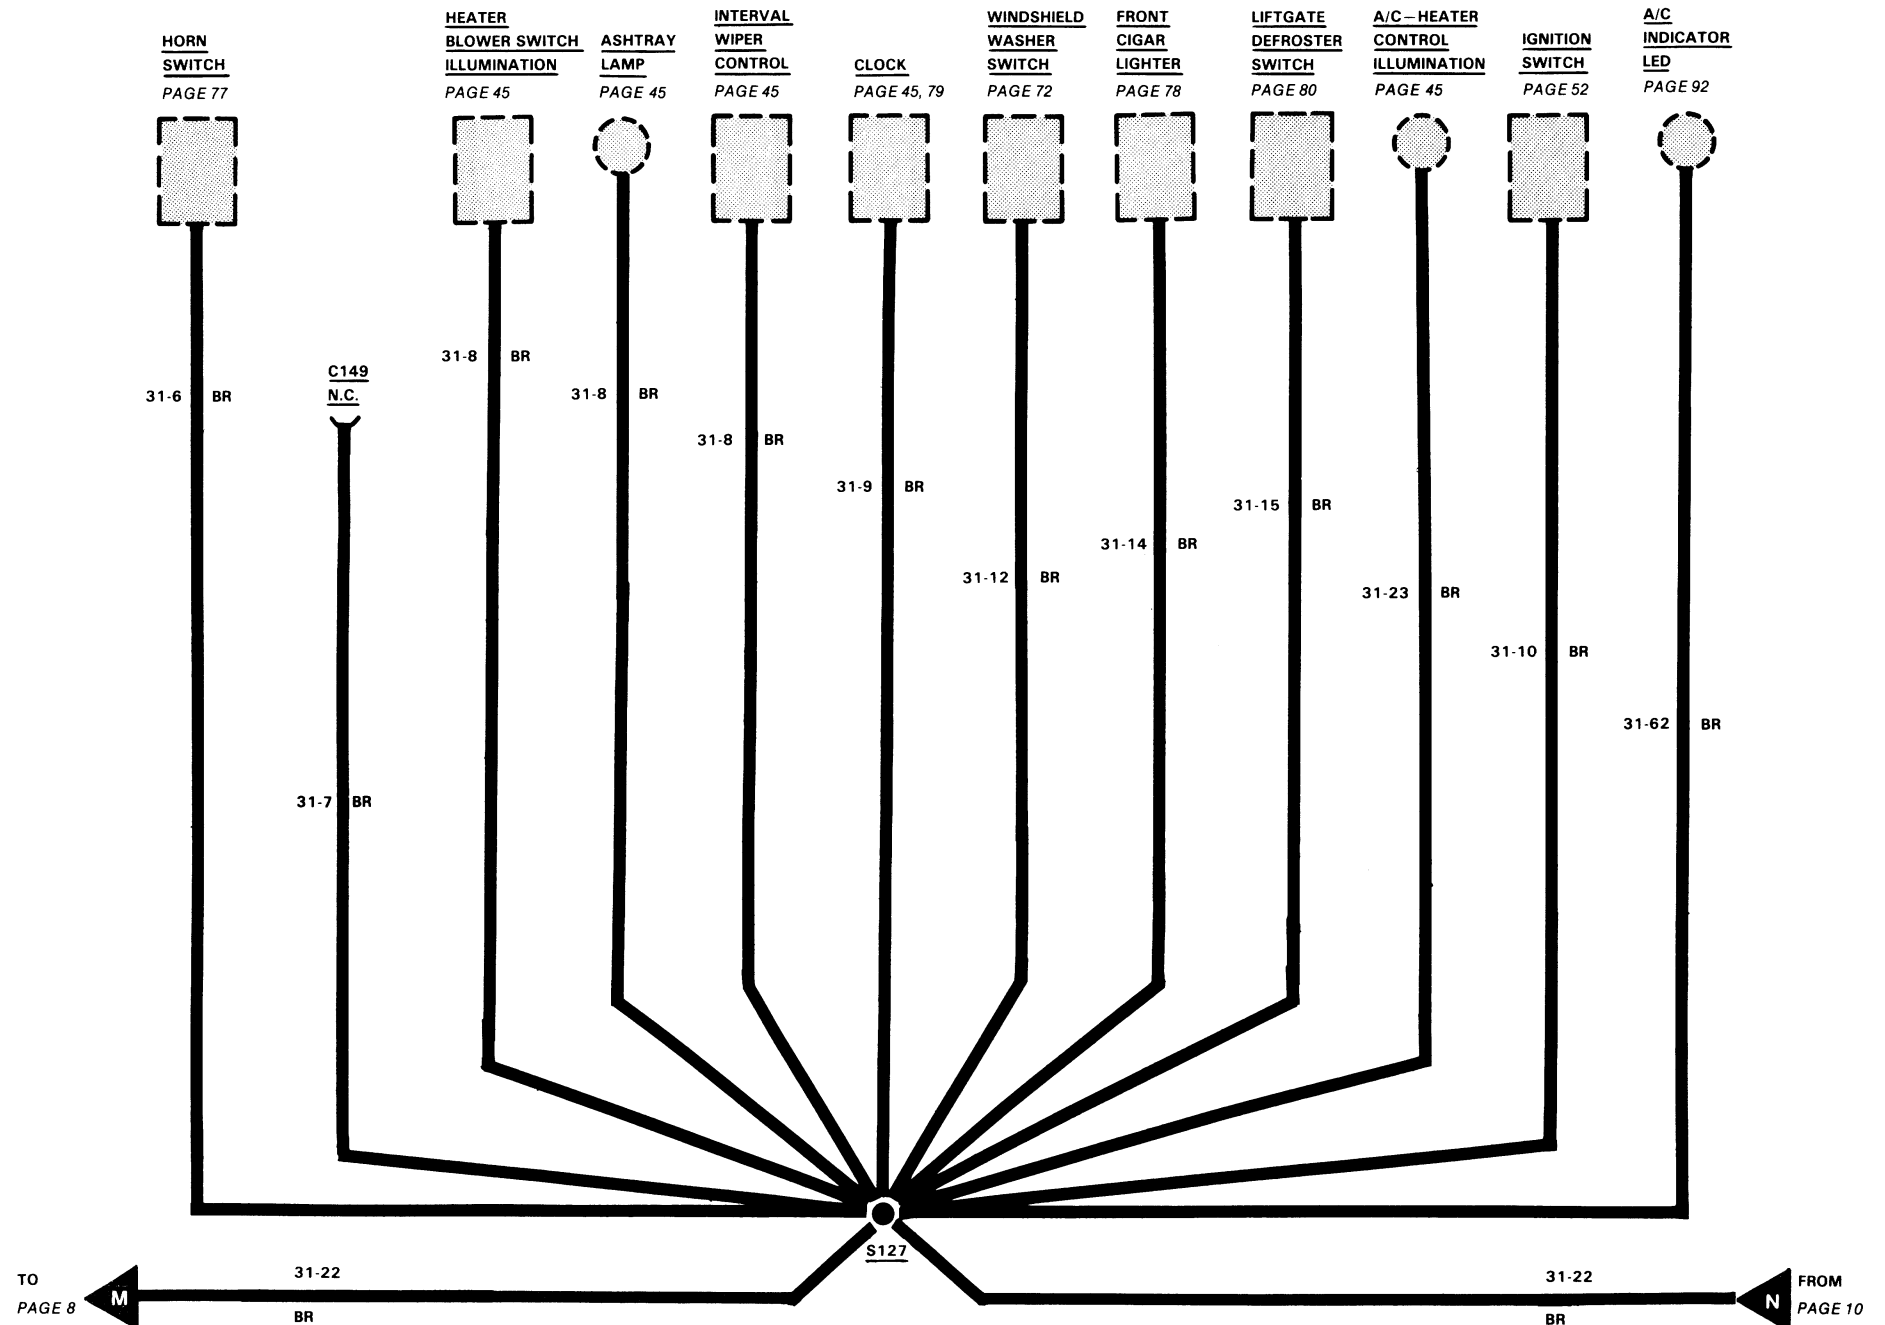 HORN
SWITCH
PAGE 77
HEATER
BLOWER SWITCH
ILLUMINATION
PAGE 45
ASHTRAY
LAMP
PAGE 45
INTERVAL
WIPER
CONTROL
PAGE 45
CLOCK
PAGE 45, 79
WINDSHIELD
WASHER
SWITCH
PAGE 72
FRONT
CIGAR
LIGHTER
PAGE 78
LIFTGATE
DEFROSTER
SWITCH
PAGE 80
A/C—HEATER
CONTROL
ILLUMINATION
PAGE 45
IGNITION
SWITCH
PAGE 52
A/C
INDICATOR
LED
PAGE 92
31-6 BR
C149
N.C.
31-7 BR
31-8 BR
31-8 BR
31-8 BR
31-9 BR
31-12 BR
31-14 BR
31-15 BR
31-23 BR
31-10 BR
31-62 BR
S127
TO
PAGE 8
M
31-22
BR
31-22
BR
N
FROM
PAGE 10